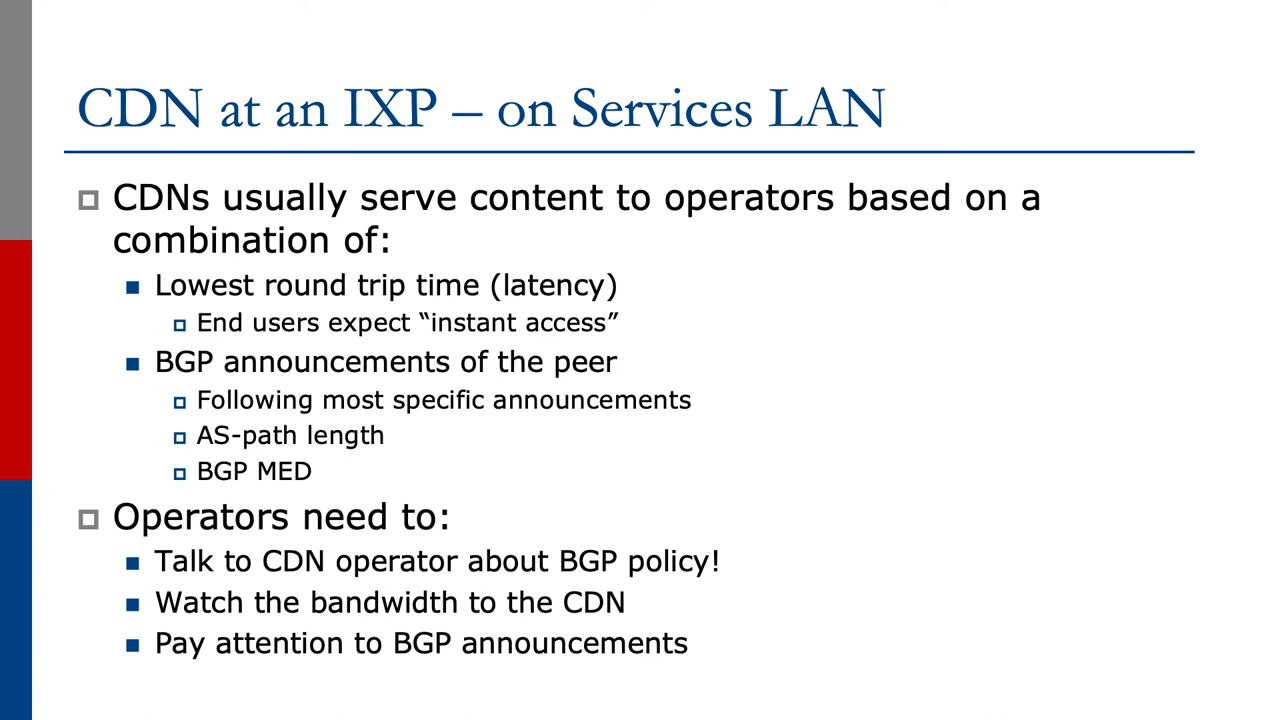 CDN at an IXP – on Services LAN
CDNs usually serve content to operators based on a
combination of:
Lowest round trip time (latency)
End users expect “instant access”
BGP announcements of the peer
Following most specific announcements
AS-path length
BGP MED
Operators need to:
Talk to CDN operator about BGP policy!
Watch the bandwidth to the CDN
Pay attention to BGP announcements